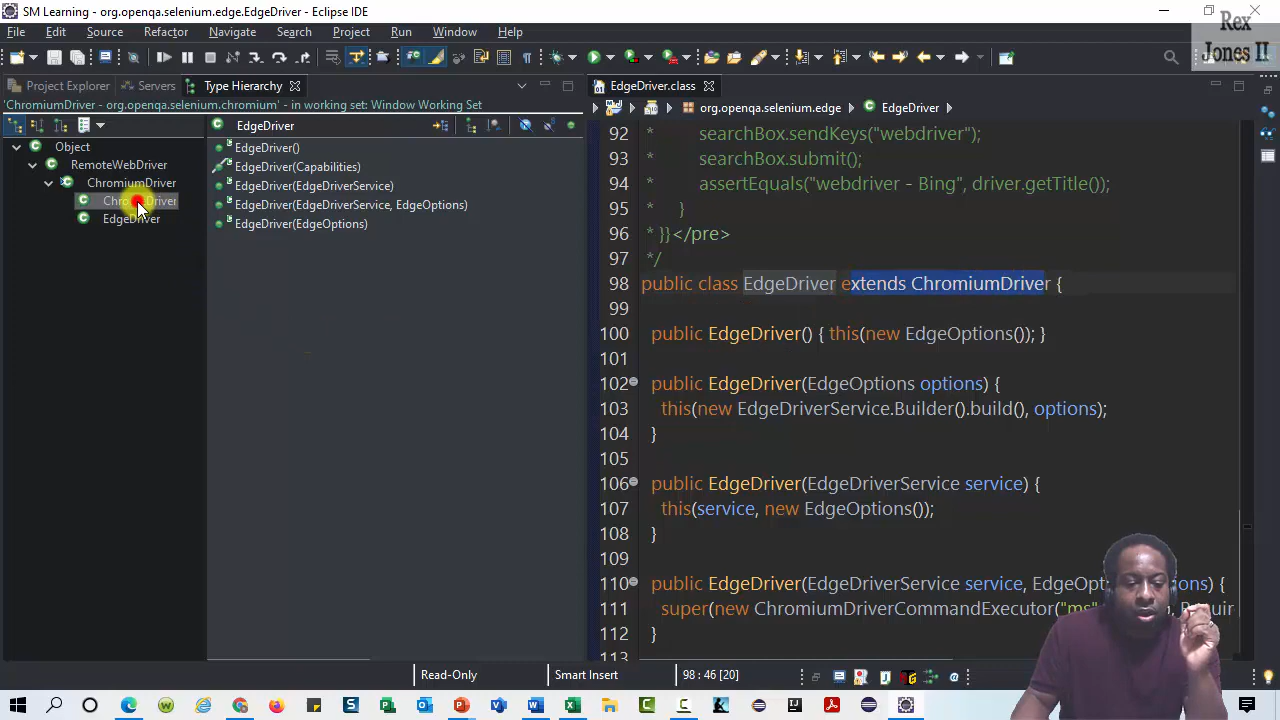 SM Learning - org.openqa.selenium.edge.EdgeDriver - Eclipse IDE
Rex
Jones II
File Edit Source Refactor Navigate Search Project Run Window Help
Project Explorer Servers Type Hierarchy
EdgeDriver.class
'ChromiumDriver - org.openqa.selenium.chromium' - in working set: Window Working Set
org.openqa.selenium.edge EdgeDriver
EdgeDriver
Object
RemoteWebDriver
ChromiumDriver
EdgeDriver
EdgeDriver()
EdgeDriver(Capabilities)
EdgeDriver(EdgeDriverService)
EdgeDriver(EdgeDriverService, EdgeOptions)
EdgeDriver(EdgeOptions)
92 * searchBox.sendKeys("webdriver");
93 * searchBox.submit();
94 * assertEquals("webdriver - Bing", driver.getTitle());
95 * }
96 * }}</pre>
97 */
98 public class EdgeDriver extends ChromiumDriver {
99
100 public EdgeDriver() { this(new EdgeOptions()); }
101
102 public EdgeDriver(EdgeOptions options) {
103 this(new EdgeDriverService.Builder().build(), options);
104 }
105
106 public EdgeDriver(EdgeDriverService service) {
107 this(service, new EdgeOptions());
108 }
109
110 public EdgeDriver(EdgeDriverService service, {
111 super(new ChromiumDriverCommandExecutor("ms"
112 }
113
Read-Only Smart Insert 98 : 46 [20]